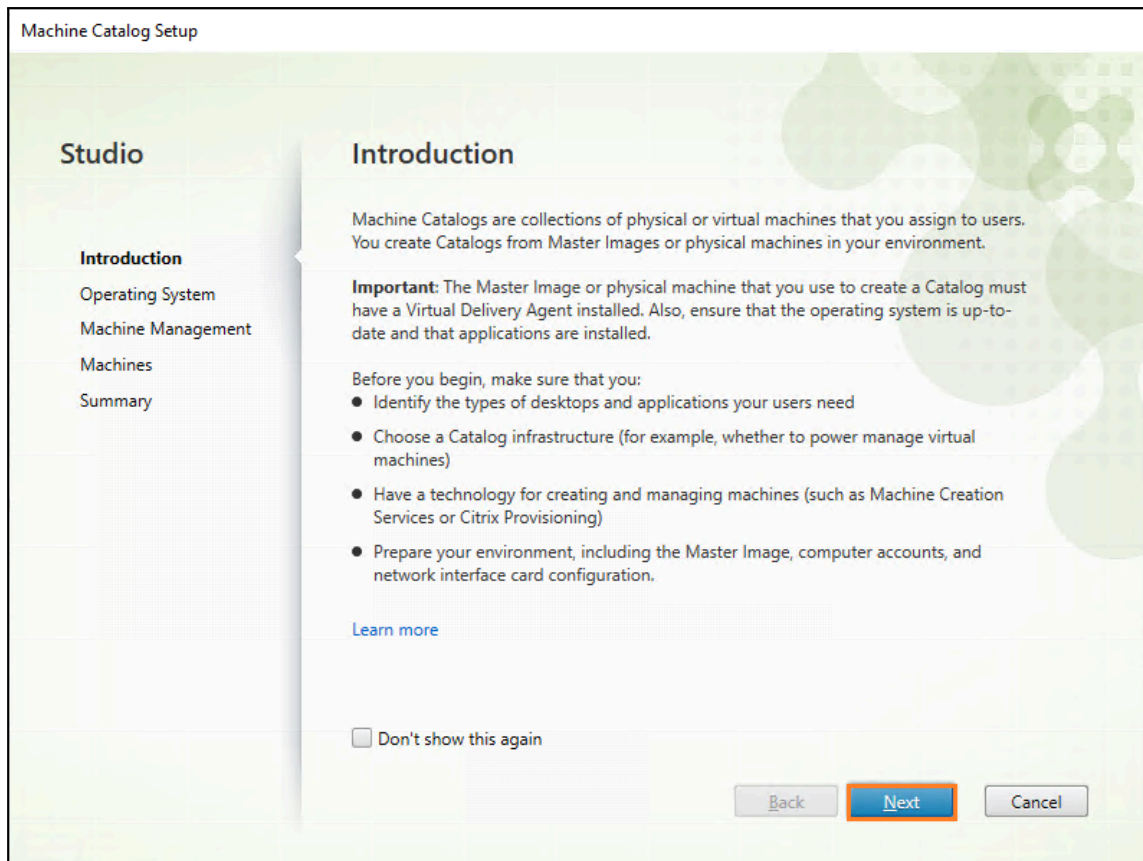 Machine Catalog Setup
Studio
Introduction
Operating System
Machine Management
Machines
Summary
Introduction
Machine Catalogs are collections of physical or virtual machines that you assign to users.
You create Catalogs from Master Images or physical machines in your environment.
Important: The Master Image or physical machine that you use to create a Catalog must
have a Virtual Delivery Agent installed. Also, ensure that the operating system is up-to-
date and that applications are installed.
Before you begin, make sure that you:
● Identify the types of desktops and applications your users need
● Choose a Catalog infrastructure (for example, whether to power manage virtual
machines)
● Have a technology for creating and managing machines (such as Machine Creation
Services or Citrix Provisioning)
● Prepare your environment, including the Master Image, computer accounts, and
network interface card configuration.
Learn more
Don't show this again
Back
Next
Cancel